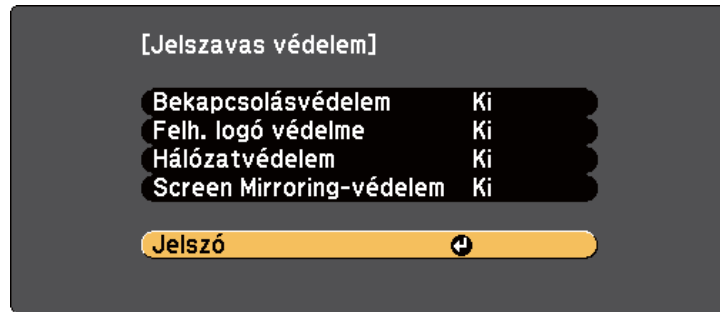 [Jelszavas védelem]
Bekapcsolásvédelem Ki
Felh. logó védelme Ki
Hálózatvédelem Ki
Screen Mirroring-védelem Ki
Jelszó